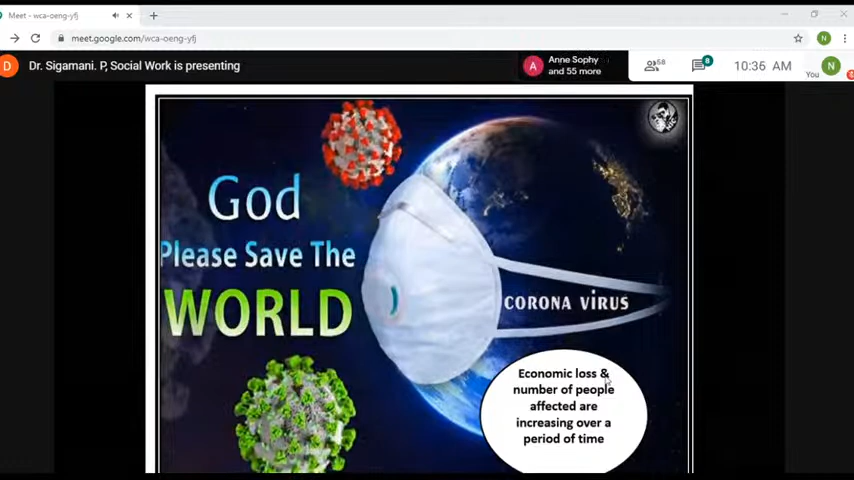 Meet - wca-oeng-yfj
meet.google.com/wca-oeng-yfj
N
D
Dr. Sigamani. P, Social Work is presenting
A
Anne Sophy
and 55 more
58
8
10:36 AM
You
N
God
Please Save The
WORLD
CORONA VİRUS
Economic loss &
number of people
affected are
increasing over a
period of time